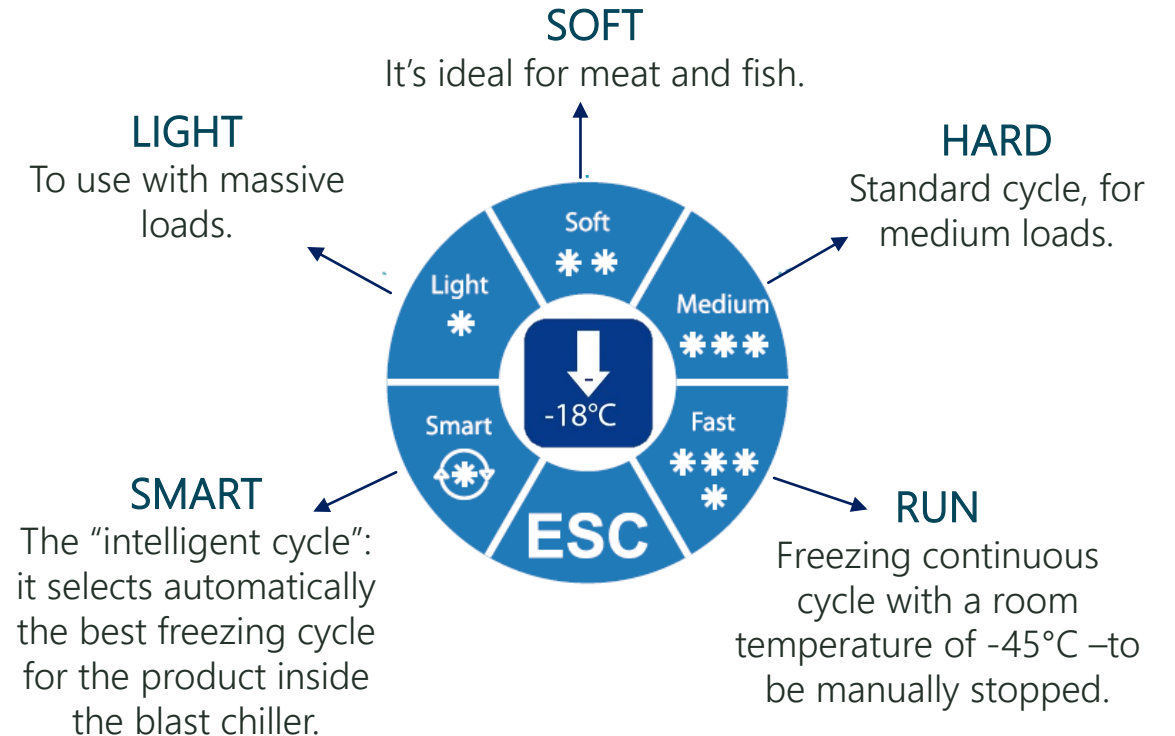 SOFT
It’s ideal for meat and fish.
LIGHT
To use with massive
loads.
HARD
Standard cycle, for
medium loads.
Soft
**
Light
*
Medium
***
-
-18°C
Smart
*
Fast
***
*
ESC
SMART
The “intelligent cycle”:
it selects automatically
the best freezing cycle
for the product inside
the blast chiller.
RUN
Freezing continuous
cycle with a room
temperature of -45°C –to
be manually stopped.